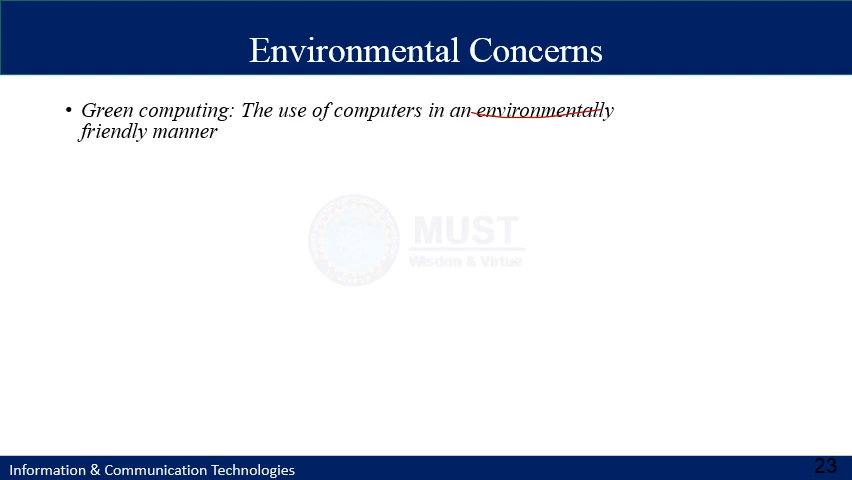 Environmental Concerns
• Green computing: The use of computers in an environmentally
friendly manner
MUST
Wisdom & Virtue
Information & Communication Technologies
23